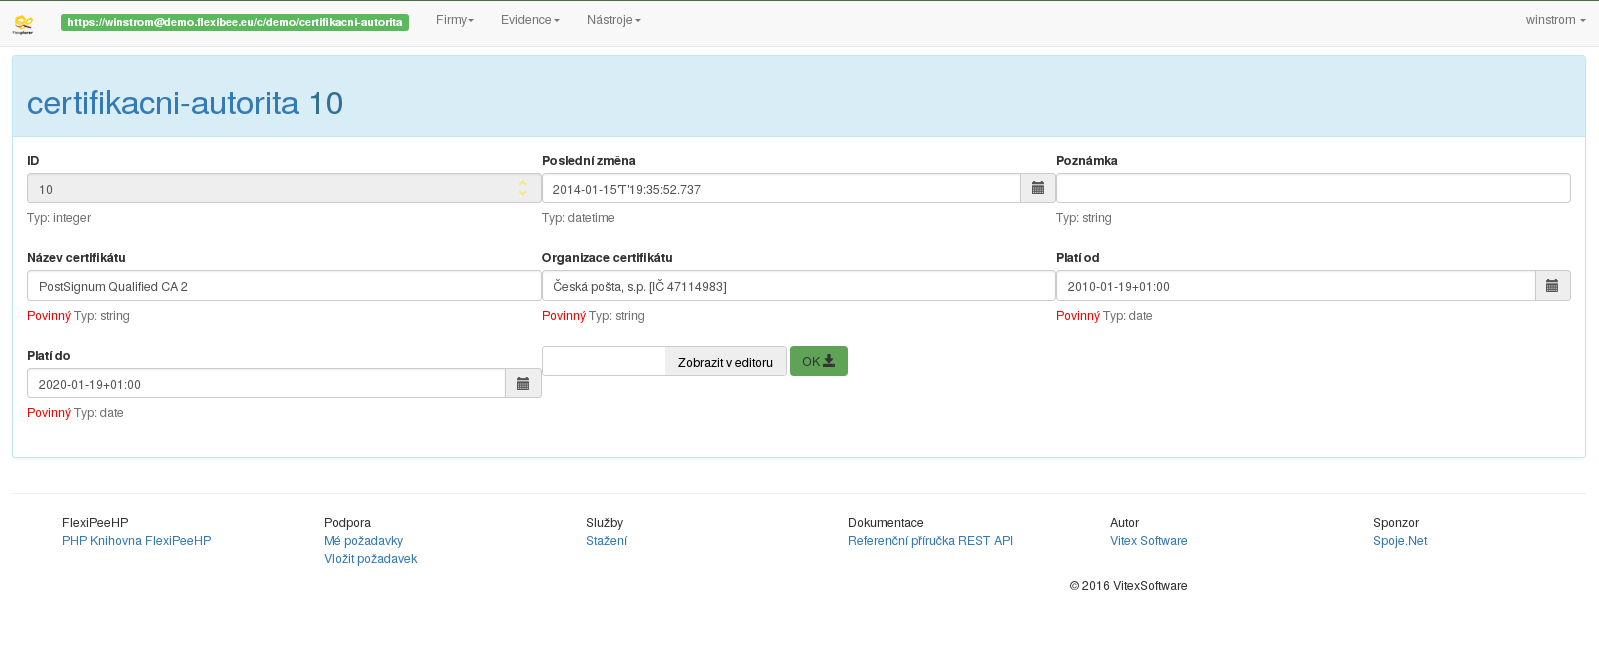 Flexplorer
https://winstrom@demo.flexibee.eu/c/demo/certifikacni-autorita Firmy Evidence Nástroje winstrom
certifikacni-autorita 10
ID Poslední změna Poznámka
10 2014-01-15'T'19:35:52.737
Typ: integer Typ: datetime Typ: string
Název certifikátu Organizace certifikátu Platí od
PostSignum Qualified CA 2 Česká pošta, s.p. [IČ 47114983] 2010-01-19+01:00
Povinný Typ: string Povinný Typ: string Povinný Typ: date
Platí do
Zobrazit v editoru OK
2020-01-19+01:00
Povinný Typ: date
FlexiPeeHP Podpora Služby Dokumentace Autor Sponzor
PHP Knihovna FlexiPeeHP Mé požadavky Stažení Referenční příručka REST API Vitex Software Spoje.Net
Vložit požadavek
© 2016 VitexSoftware